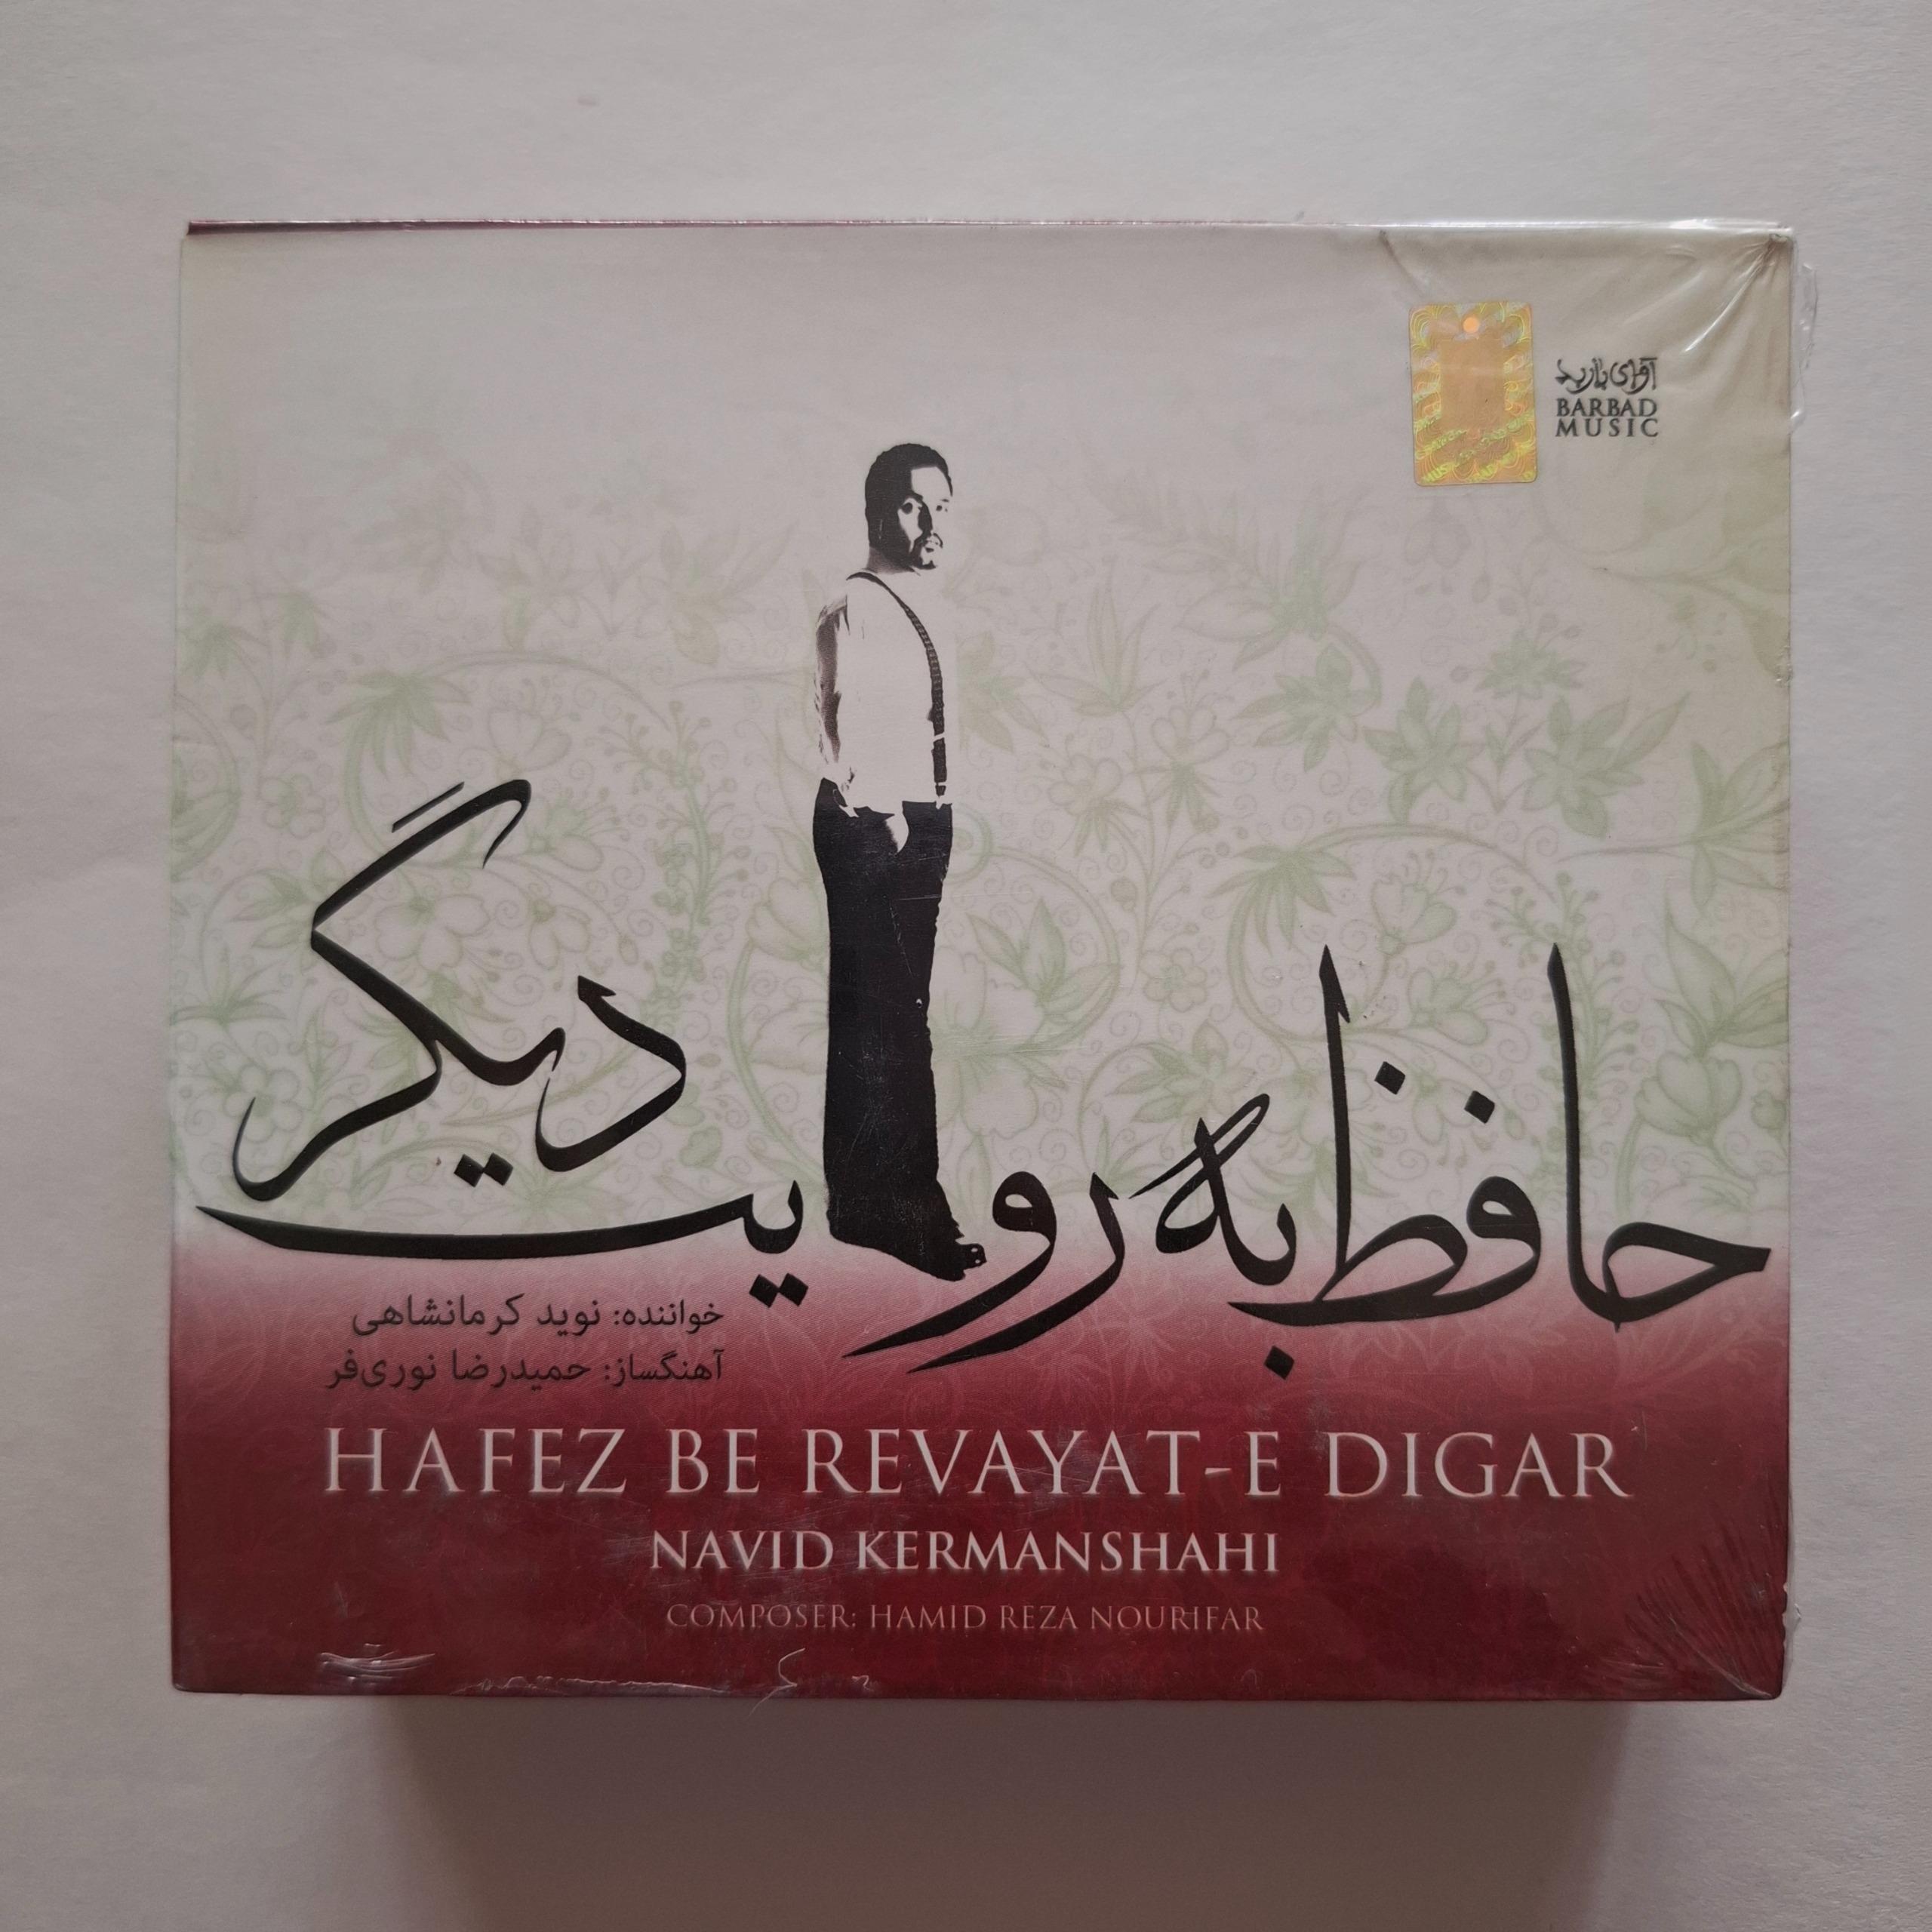 آوای باربد
BARBAD
MUSIC
حافظ به روایت دیگر
خواننده: نوید کرمانشاهی
آهنگساز: حمیدرضا نوری‌فر
HAFEZ BE REVAYAT-E DIGAR
NAVID KERMANSHAHI
COMPOSER: HAMID REZA NOURIFAR